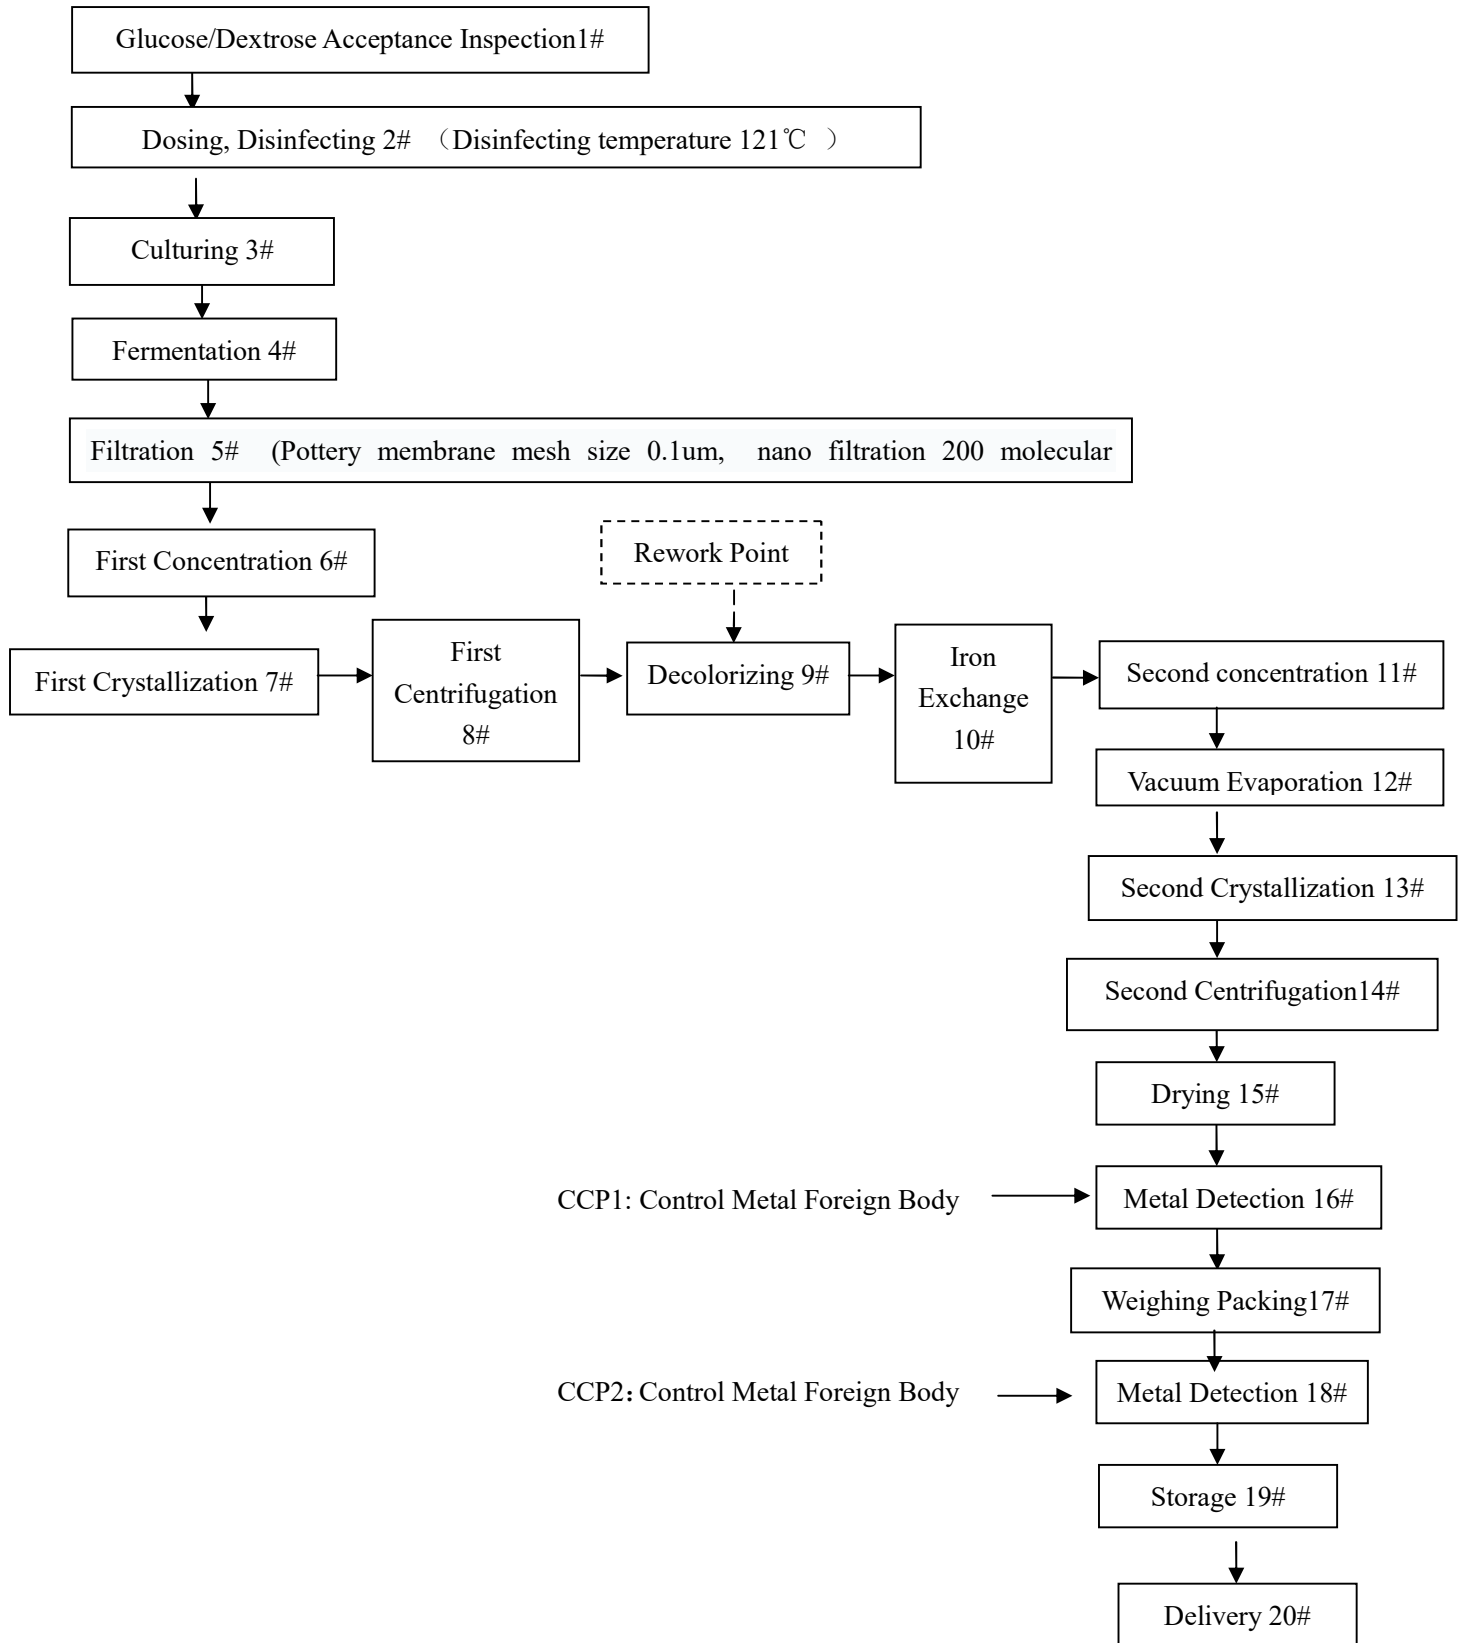 Glucose/Dextrose Acceptance Inspection1#
Dosing, Disinfecting 2# （Disinfecting temperature 121℃ ）
Culturing 3#
Fermentation 4#
Filtration 5# (Pottery membrane mesh size 0.1um, nano filtration 200 molecular
First Concentration 6#
Rework Point
First Crystallization 7#
First
Centrifugation
8#
Decolorizing 9#
Iron
Exchange
10#
Second concentration 11#
Vacuum Evaporation 12#
Second Crystallization 13#
Second Centrifugation14#
Drying 15#
CCP1: Control Metal Foreign Body
Metal Detection 16#
Weighing Packing17#
CCP2：Control Metal Foreign Body
Metal Detection 18#
Storage 19#
Delivery 20#